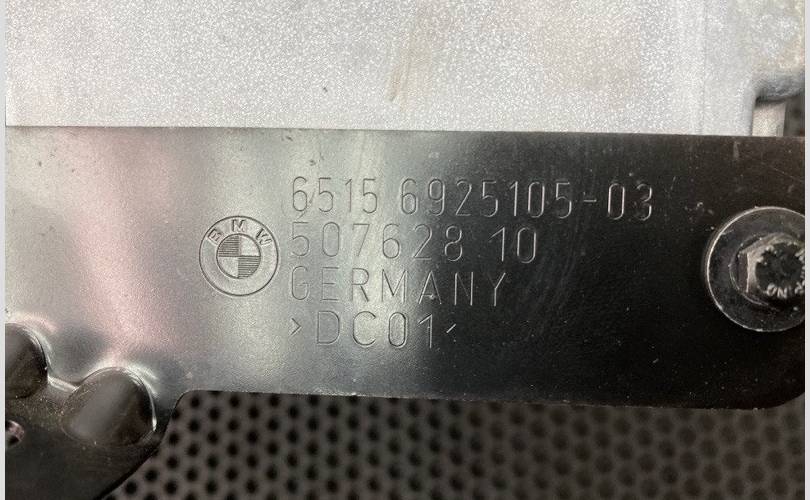 6515 6925105-03
BMW
507628 10
GERMANY
>DC01<